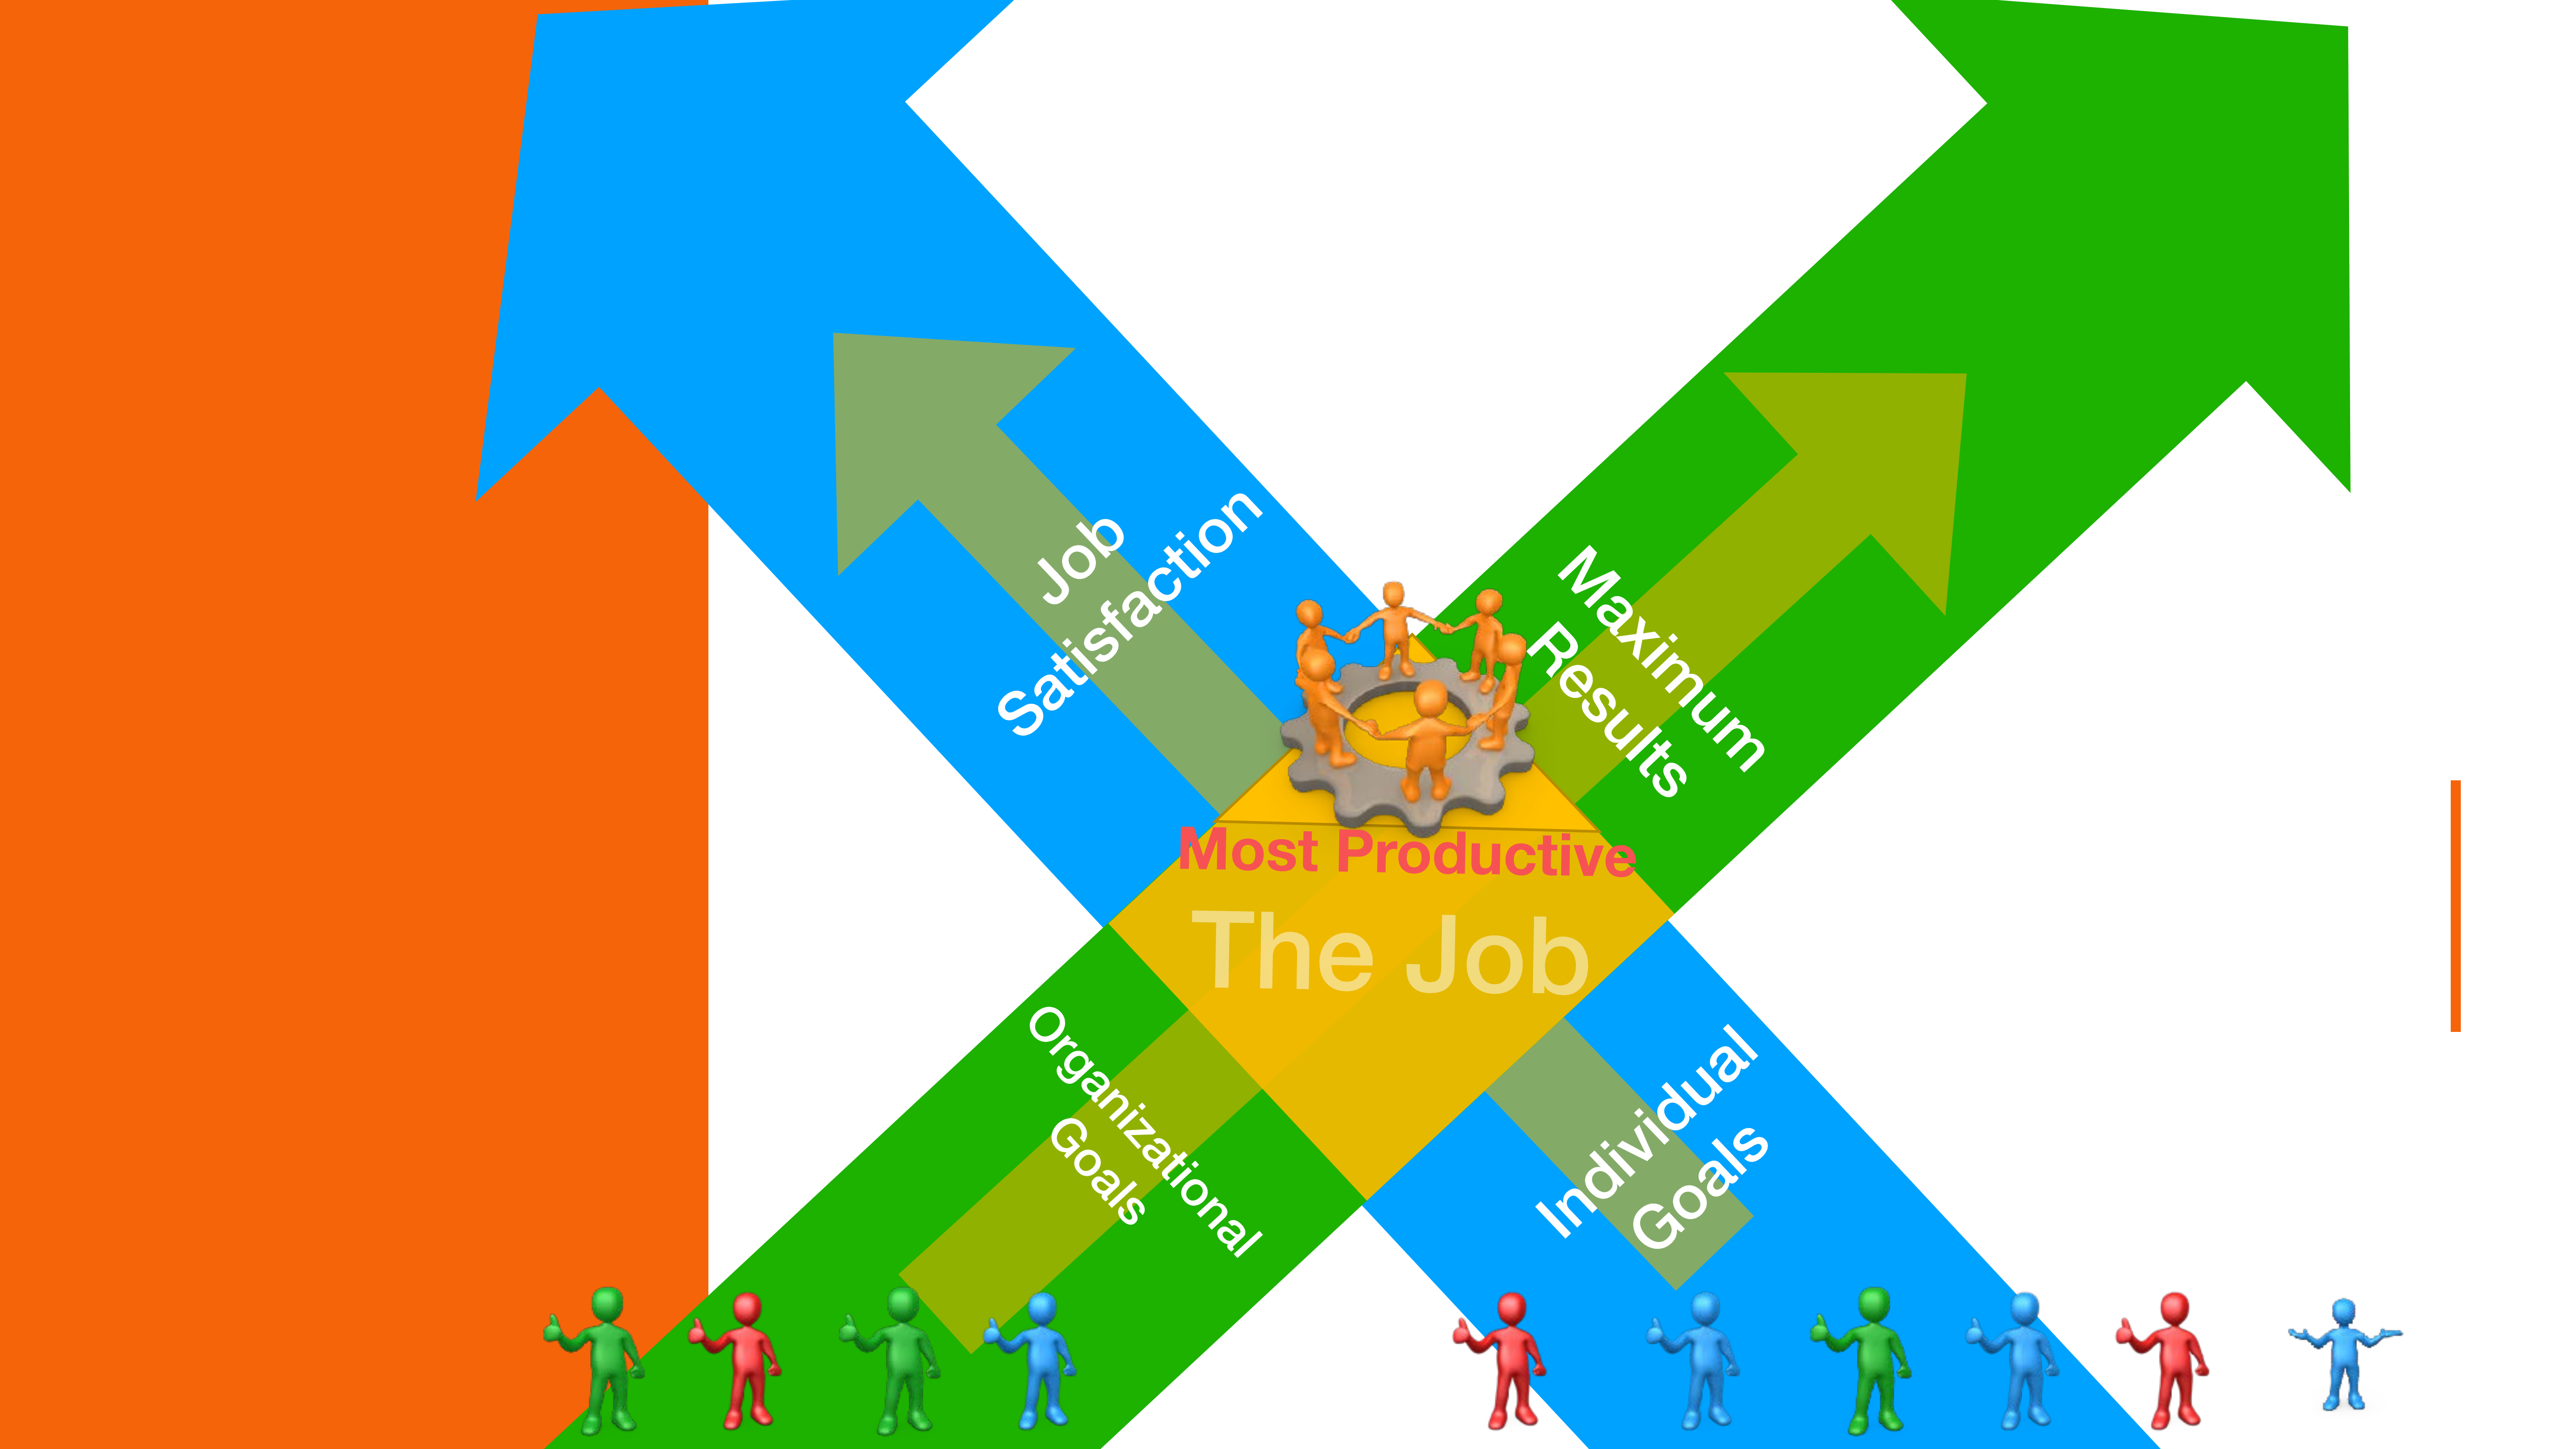 Job
Satisfaction
Maximum
Results
Most Productive
The Job
Organizational
Goals
Individual
Goals